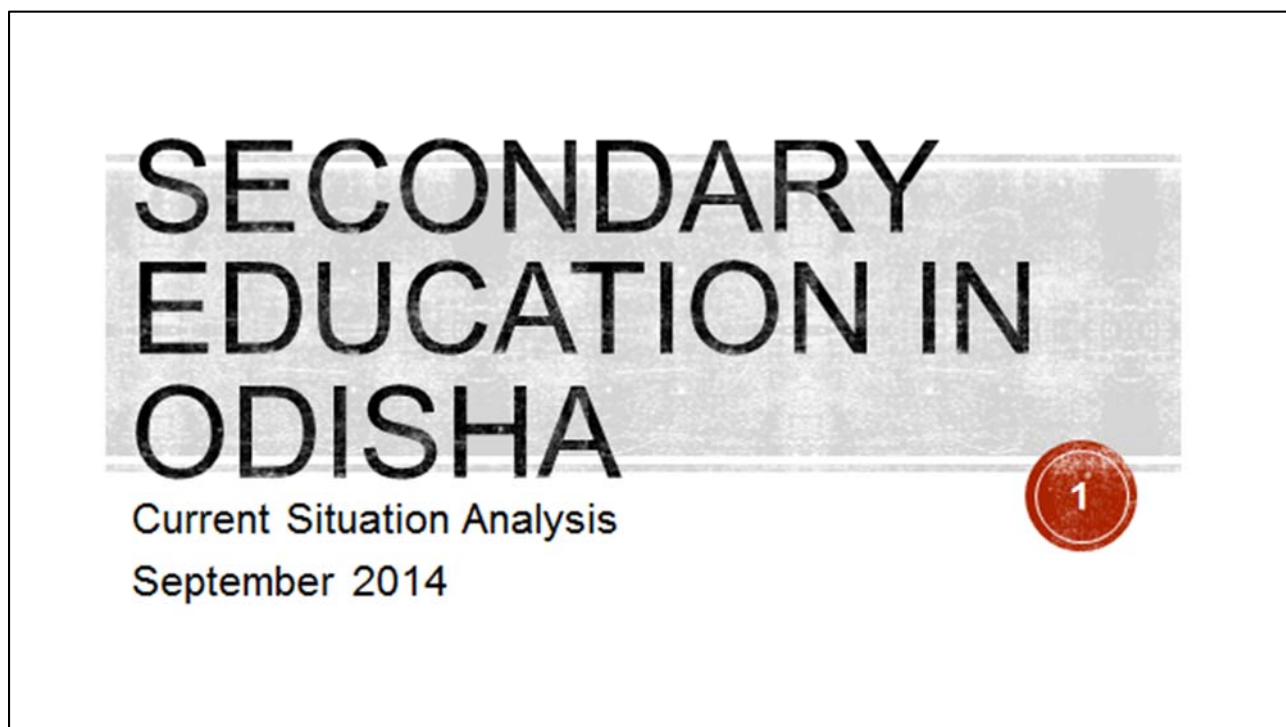 SECONDARY
EDUCATION IN
ODISHA
1
Current Situation Analysis
September 2014